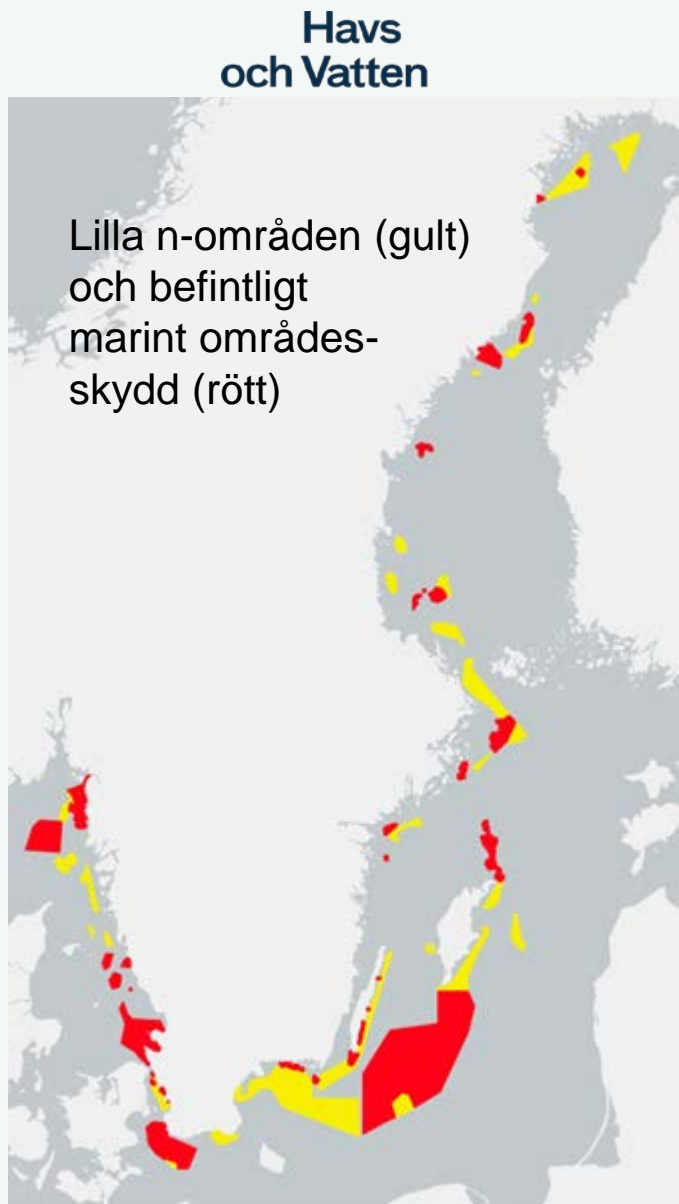 Havs
och Vatten
Lilla n-områden (gult)
och befintligt
marint områdes-
skydd (rött)